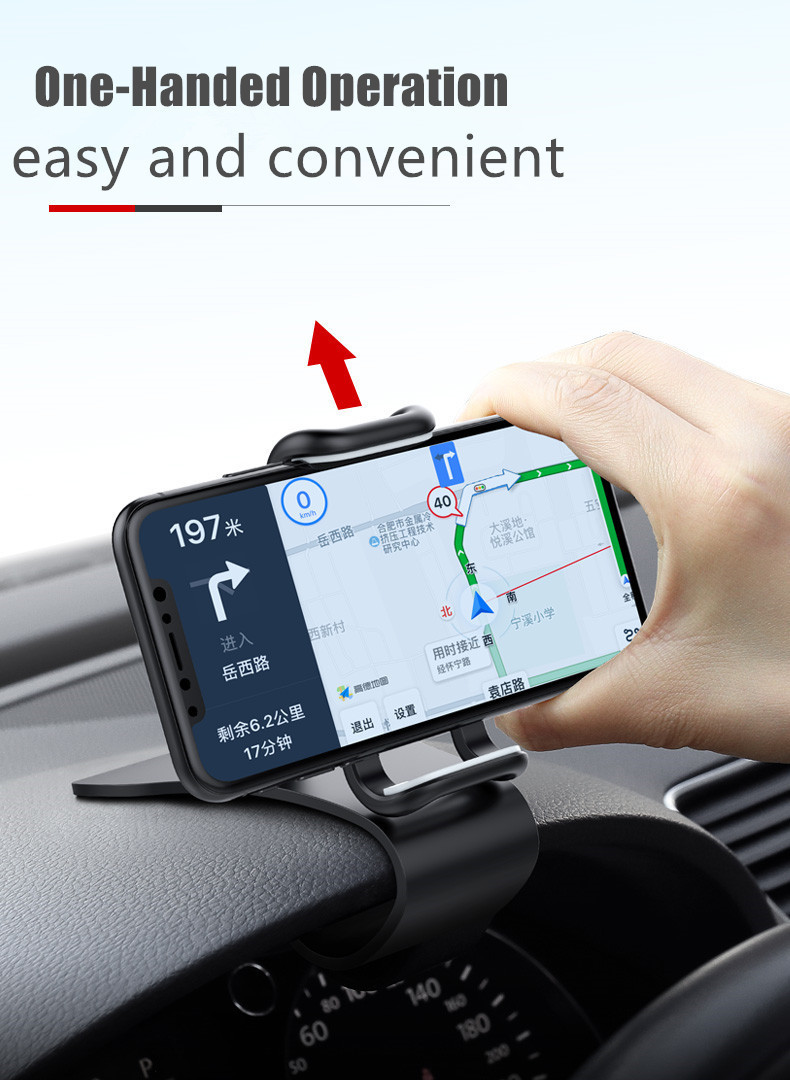 One-Handed Operation
easy and convenient
197米
进入
岳西路
剩余6.2公里
17分钟
0
km/h
40
岳西路
合肥市金属冷
挤压工程技术
研究中心
大溪地·
悦溪公馆
东
北
南
西
宁溪小学
西新村
用时接近
经怀宁路
高德地图
退出
设置
袁店路
80
60
50
140
160
180
200
P